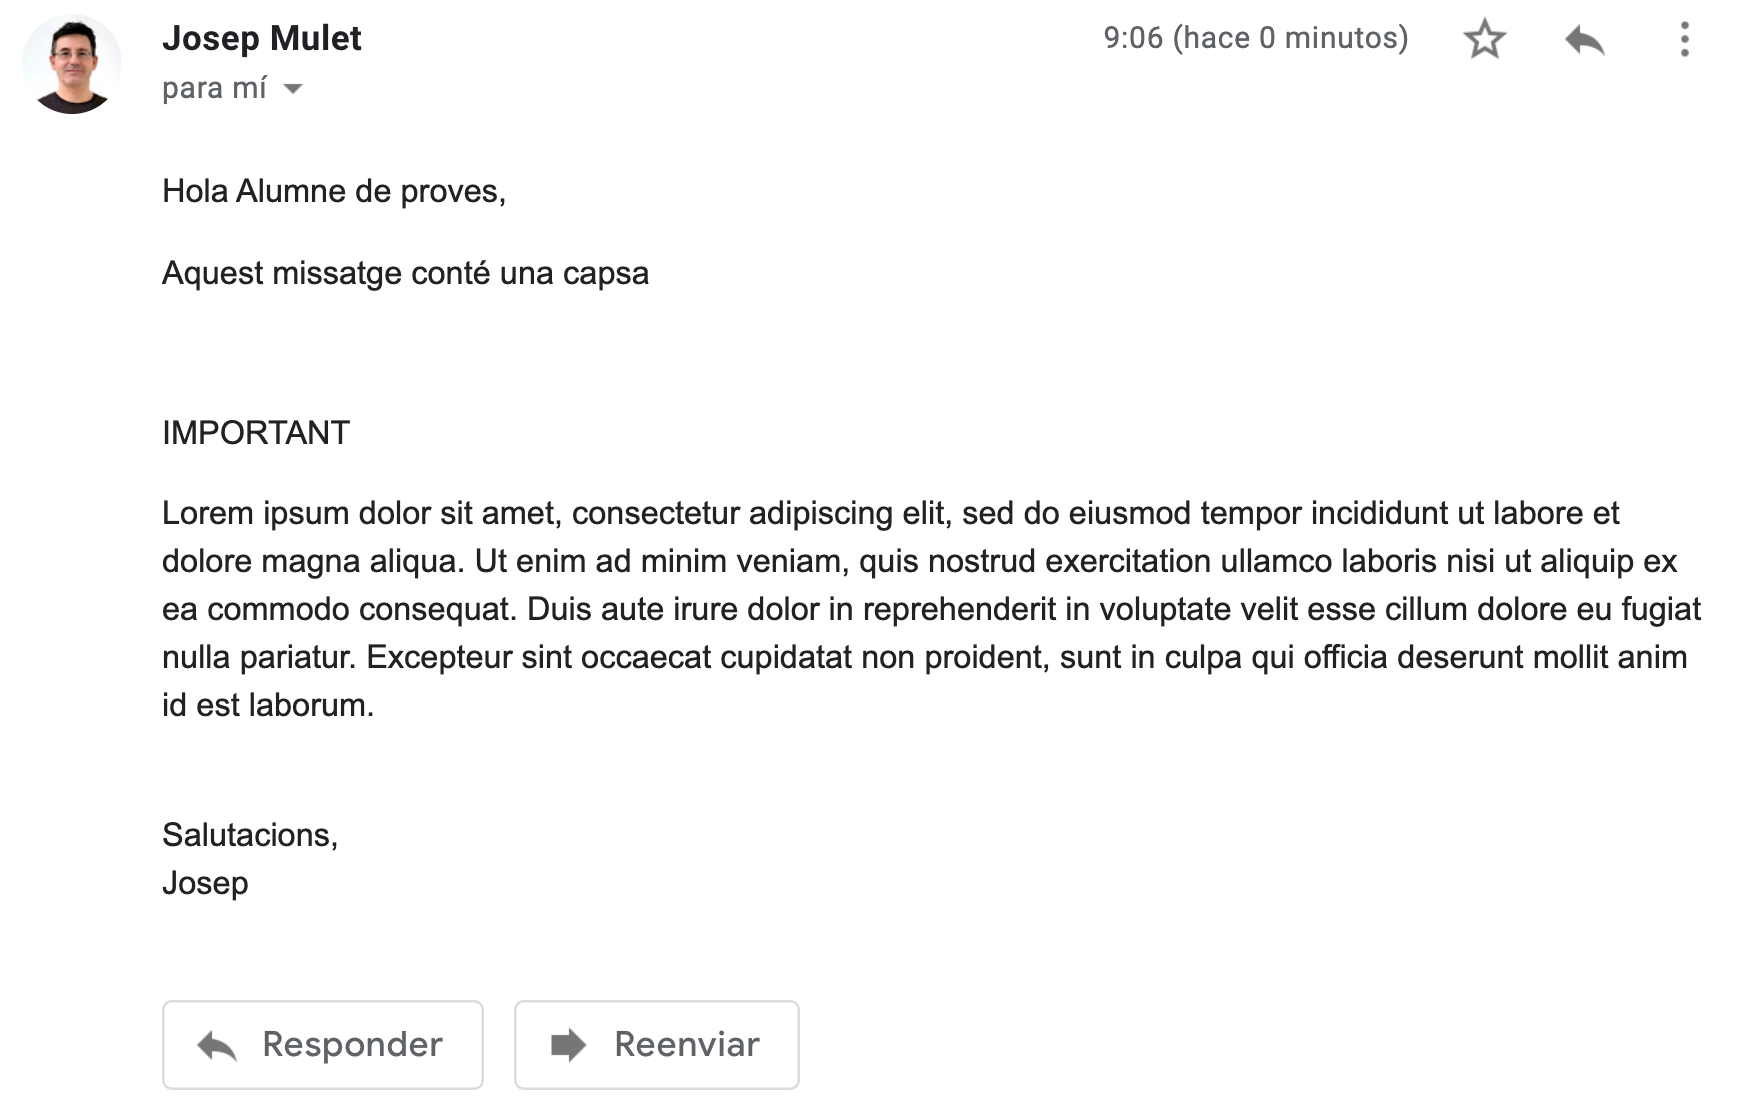 Josep Mulet
9:06 (hace 0 minutos)
para mí
Hola Alumne de proves,
Aquest missatge conté una capsa
IMPORTANT
Lorem ipsum dolor sit amet, consectetur adipiscing elit, sed do eiusmod tempor incididunt ut labore et
dolore magna aliqua. Ut enim ad minim veniam, quis nostrud exercitation ullamco laboris nisi ut aliquip ex
ea commodo consequat. Duis aute irure dolor in reprehenderit in voluptate velit esse cillum dolore eu fugiat
nulla pariatur. Excepteur sint occaecat cupidatat non proident, sunt in culpa qui officia deserunt mollit anim
id est laborum.
Salutacions,
Josep
Responder
Reenviar